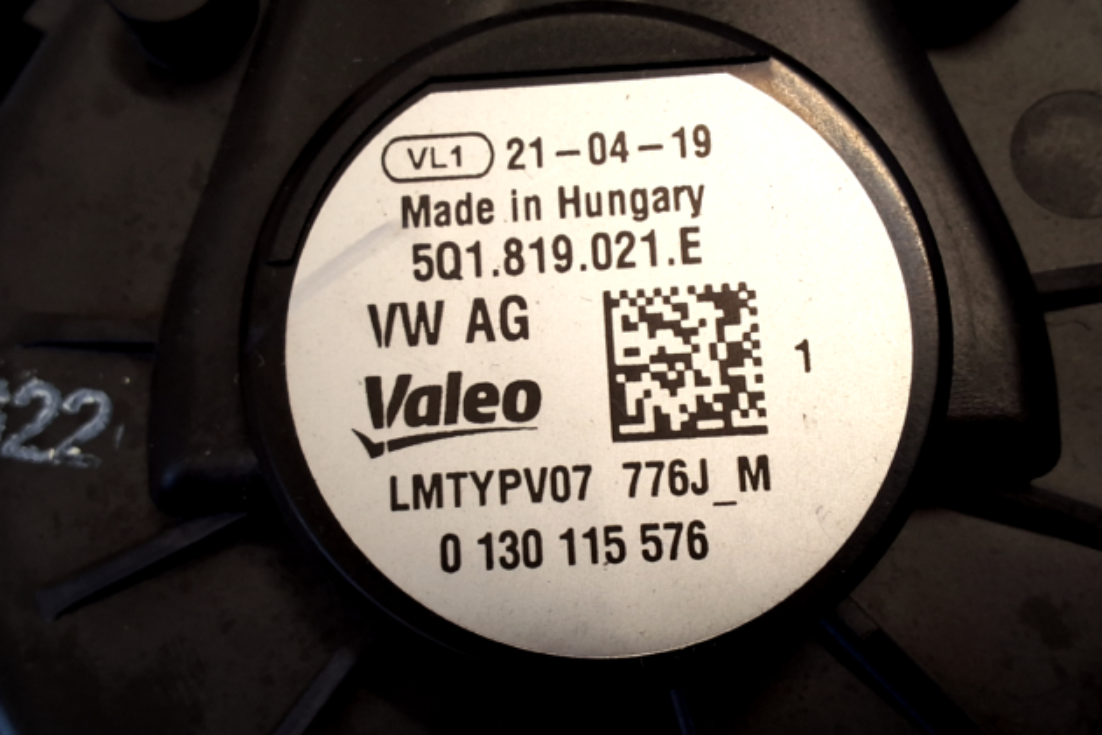 VL1 21-04-19
Made in Hungary
5Q1.819.021.E
VW AG
Valeo
1
LMTYPV07 776J_M
0 130 115 576
22